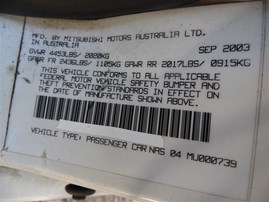 MFD. BY MITSUBISHI MOTORS AUSTRALIA LTD.
IN AUSTRALIA
SEP 2003
GVWR 4453LBS/ 2020KG
GAWR FR 2436LBS/ 1105KG GAWR RR 2017LBS/ 0915KG
THIS VEHICLE CONFORMS TO ALL APPLICABLE
FEDERAL MOTOR VEHICLE SAFETY BUMPER AND
THEFT PREVENTION STANDARDS IN EFFECT ON
THE DATE OF MANUFACTURE SHOWN ABOVE.
VEHICLE TYPE: PASSENGER CAR NAS 04 MU000739